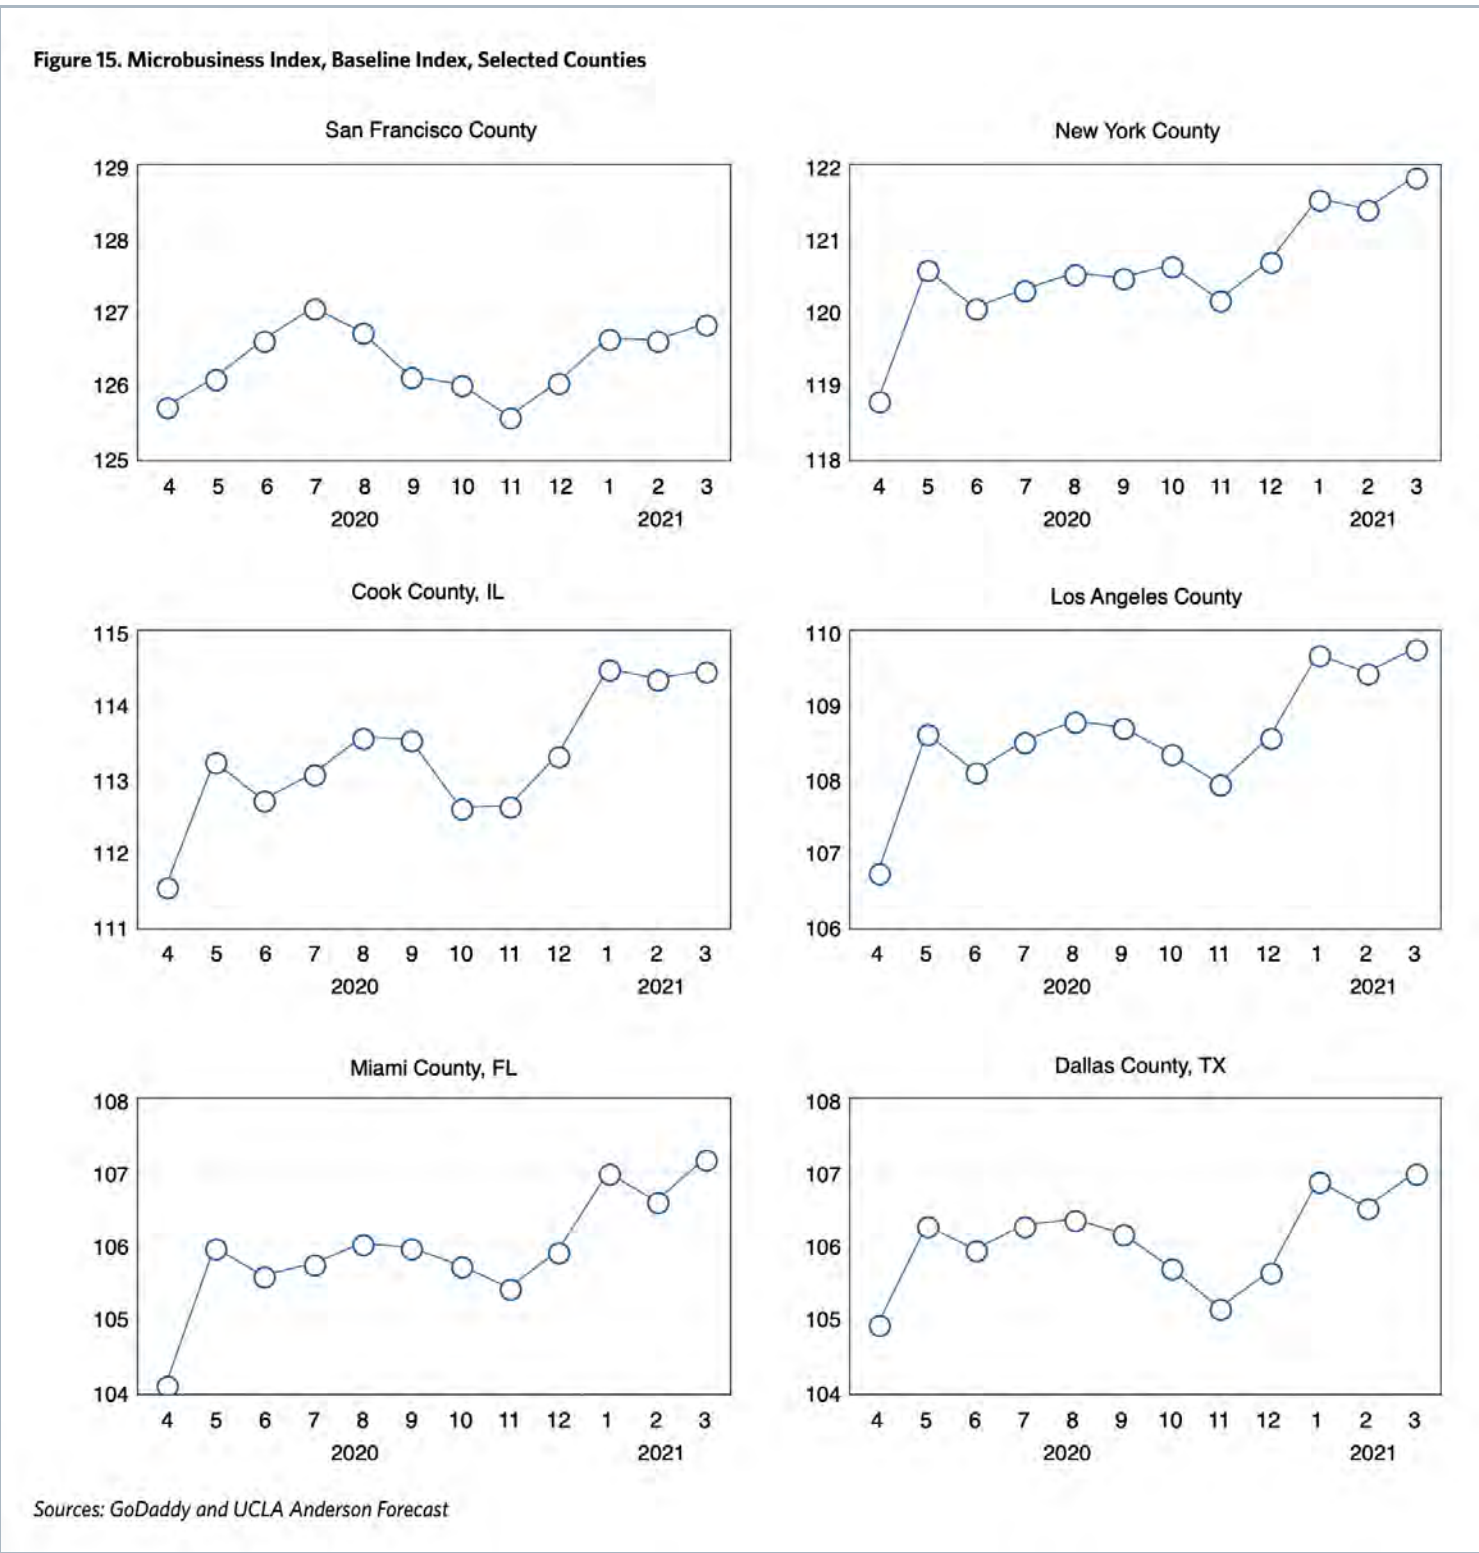 Figure 15. Microbusiness Index, Baseline Index, Selected Counties
San Francisco County
129
128
127
126
125
4 5 6 7 8 9 10 11 12 1 2 3
2020 2021
New York County
122
121
120
119
118
4 5 6 7 8 9 10 11 12 1 2 3
2020 2021
Cook County, IL
115
114
113
112
111
4 5 6 7 8 9 10 11 12 1 2 3
2020 2021
Los Angeles County
110
109
108
107
106
4 5 6 7 8 9 10 11 12 1 2 3
2020 2021
Miami County, FL
108
107
106
105
104
4 5 6 7 8 9 10 11 12 1 2 3
2020 2021
Dallas County, TX
108
107
106
105
104
4 5 6 7 8 9 10 11 12 1 2 3
2020 2021
Sources: GoDaddy and UCLA Anderson Forecast